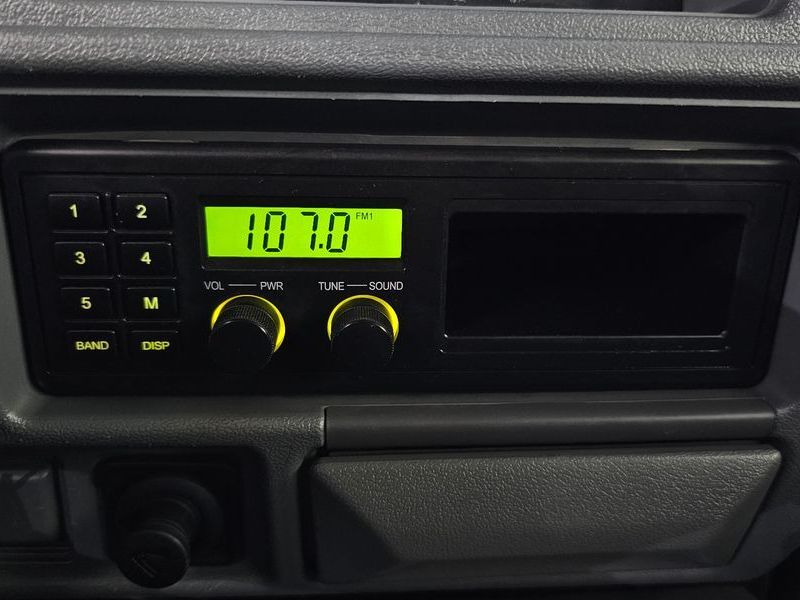 1 2
107.0 FM1
3 4
VOL PWR TUNE SOUND
5 M
BAND DISP